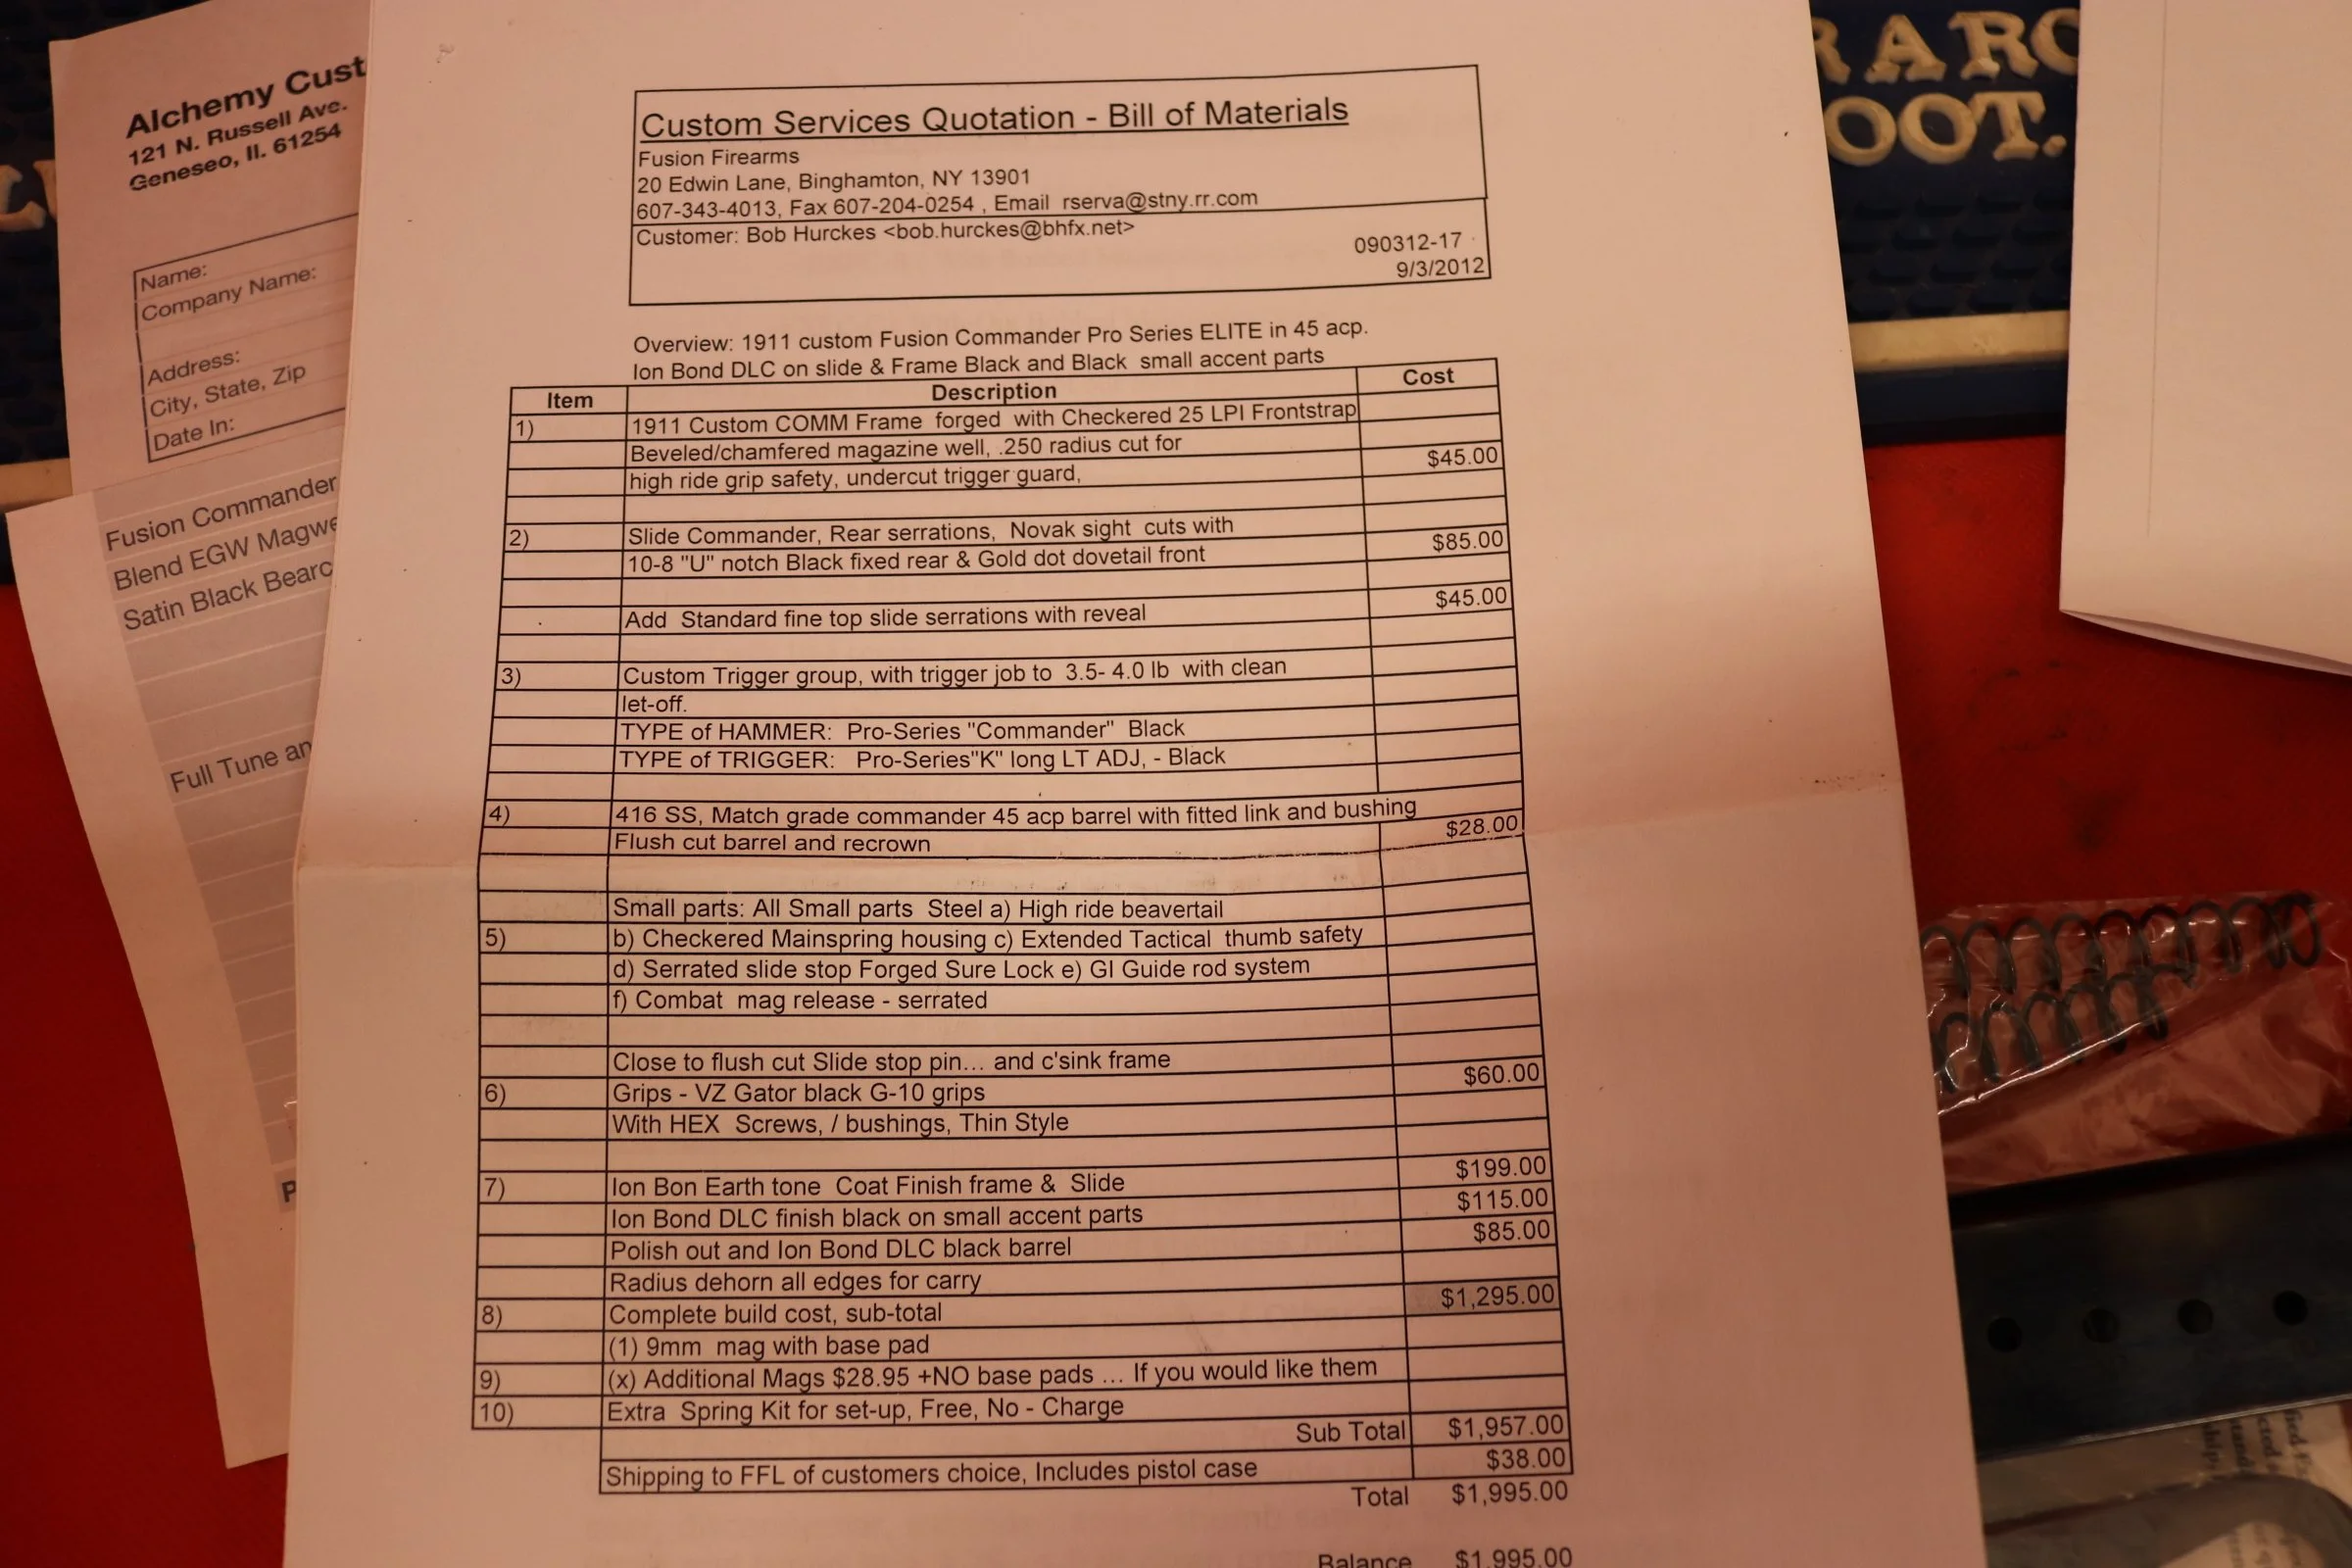 Alchemy
121 N. Russell Ave.
Geneseo, Il. 61254
Name:
Company Name:
Address:
City, State, Zip
Date In:
Fusion Commander
Blend EGW
Satin Black
Full Tune
R A
OOT.
Custom Services Quotation - Bill of Materials
Fusion Firearms
20 Edwin Lane, Binghamton, NY 13901
607-343-4013, Fax 607-204-0254 , Email rserva@stny.rr.com
Customer: Bob Hurckes <bob.hurckes@bhfx.net>
090312-17
9/3/2012
Overview: 1911 custom Fusion Commander Pro Series ELITE in 45 acp.
Ion Bond DLC on slide & Frame Black and Black small accent parts
Item Description Cost
1) 1911 Custom COMM Frame forged with Checkered 25 LPI Frontstrap
Beveled/chamfered magazine well, .250 radius cut for
high ride grip safety, undercut trigger guard, $45.00
2) Slide Commander, Rear serrations, Novak sight cuts with
10-8 "U" notch Black fixed rear & Gold dot dovetail front $85.00
Add Standard fine top slide serrations with reveal $45.00
3) Custom Trigger group, with trigger job to 3.5- 4.0 lb with clean
let-off.
TYPE of HAMMER: Pro-Series "Commander" Black
TYPE of TRIGGER: Pro-Series"K" long LT ADJ, - Black
4) 416 SS, Match grade commander 45 acp barrel with fitted link and bushing
Flush cut barrel and recrown $28.00
Small parts: All Small parts Steel a) High ride beavertail
5) b) Checkered Mainspring housing c) Extended Tactical thumb safety
d) Serrated slide stop Forged Sure Lock e) GI Guide rod system
f) Combat mag release - serrated
Close to flush cut Slide stop pin... and c'sink frame
6) Grips - VZ Gator black G-10 grips $60.00
With HEX Screws, / bushings, Thin Style
7) Ion Bon Earth tone Coat Finish frame & Slide $199.00
Ion Bond DLC finish black on small accent parts $115.00
Polish out and Ion Bond DLC black barrel $85.00
Radius dehorn all edges for carry
8) Complete build cost, sub-total $1,295.00
(1) 9mm mag with base pad
9) (x) Additional Mags $28.95 +NO base pads ... If you would like them
10) Extra Spring Kit for set-up, Free, No - Charge
Sub Total $1,957.00
Shipping to FFL of customers choice, Includes pistol case $38.00
Total $1,995.00
Balance $1,995.00